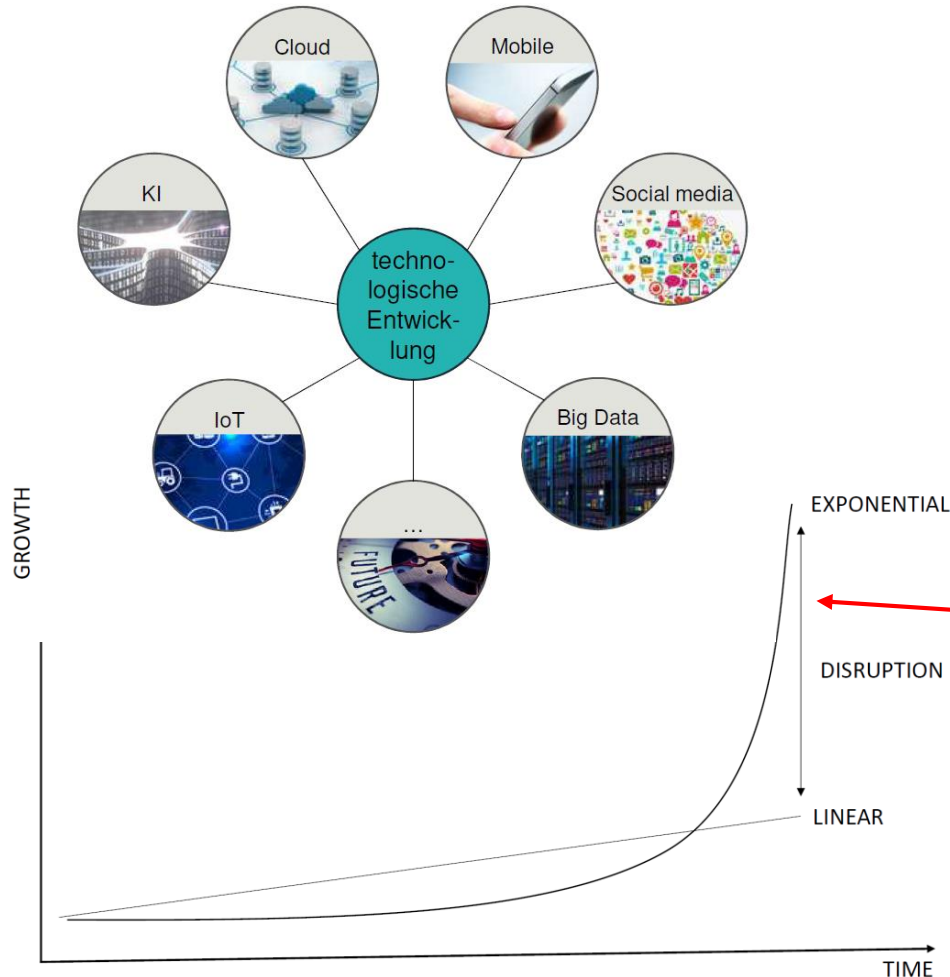 Cloud
Mobile
KI
Social media
techno-
logische
Entwick-
lung
IoT
Big Data
...
FUTURE
GROWTH
EXPONENTIAL
DISRUPTION
LINEAR
TIME